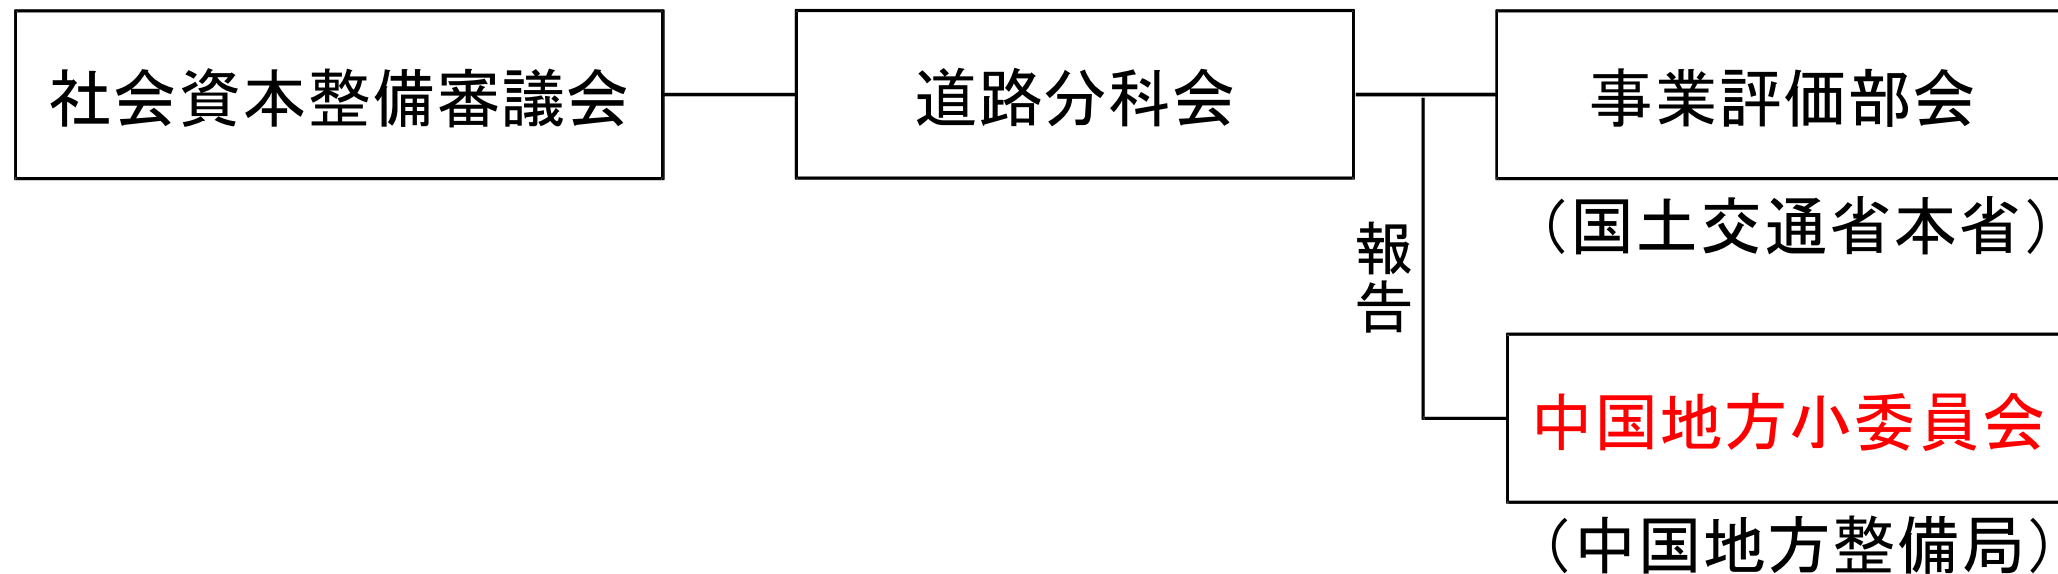 社会資本整備審議会
道路分科会
事業評価部会
（国土交通省本省）
報告
中国地方小委員会
（中国地方整備局）